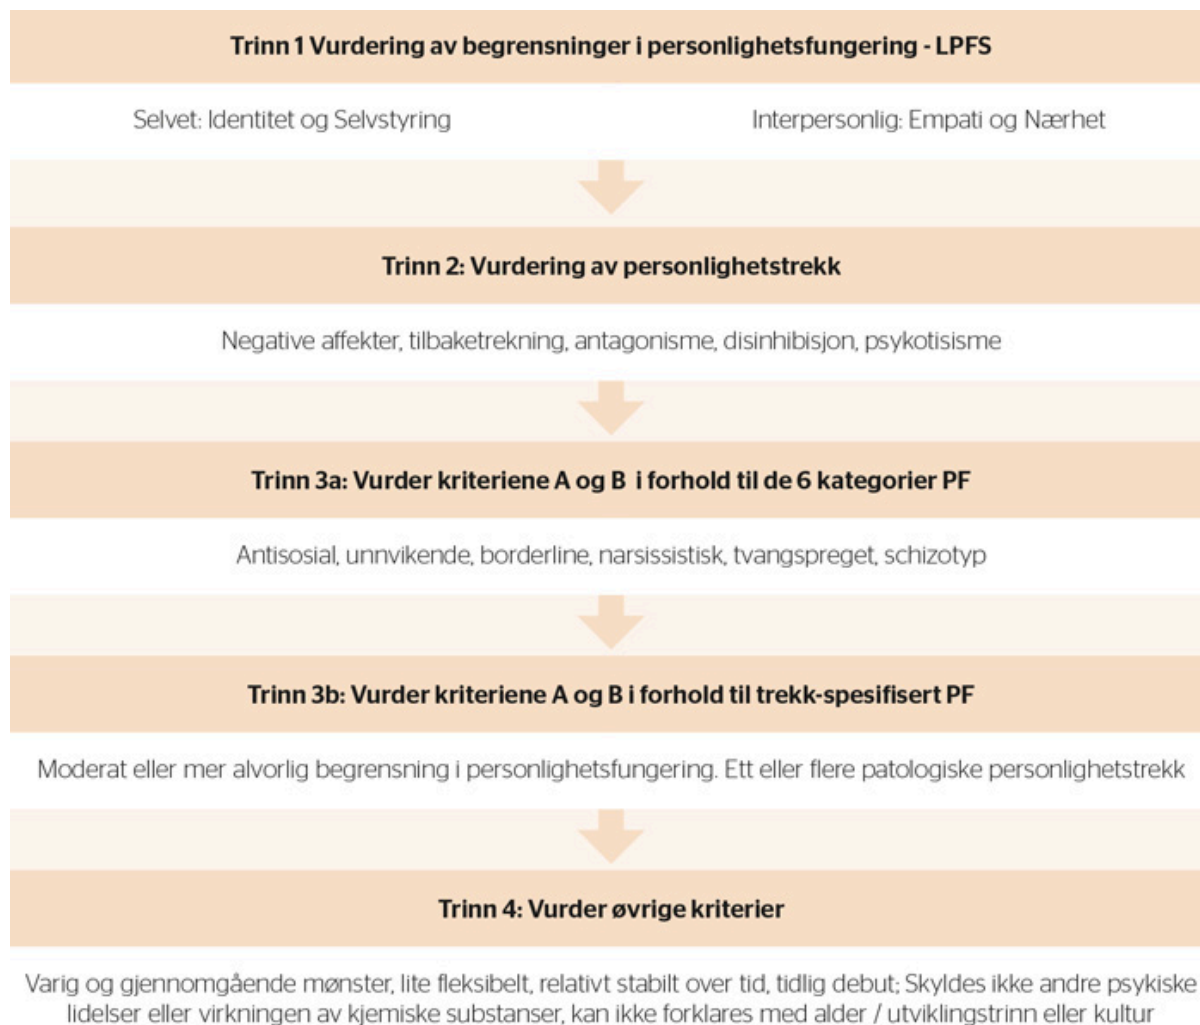 Trinn 1 Vurdering av begrensninger i personlighetsfungering - LPFS
Selvet: Identitet og Selvstyring
Interpersonlig: Empati og Nærhet
Trinn 2: Vurdering av personlighetstrekk
Negative affekter, tilbaketrekning, antagonisme, disinhibisjon, psykotisisme
Trinn 3a: Vurder kriteriene A og B i forhold til de 6 kategorier PF
Antisosial, unnvikende, borderline, narsissistisk, tvangspreget, schizotyp
Trinn 3b: Vurder kriteriene A og B i forhold til trekk-spesifisert PF
Moderat eller mer alvorlig begrensning i personlighetsfungering. Ett eller flere patologiske personlighetstrekk
Trinn 4: Vurder øvrige kriterier
Varig og gjennomgående mønster, lite fleksibelt, relativt stabilt over tid, tidlig debut; Skyldes ikke andre psykiske
lidelser eller virkningen av kjemiske substanser, kan ikke forklares med alder / utviklingstrinn eller kultur